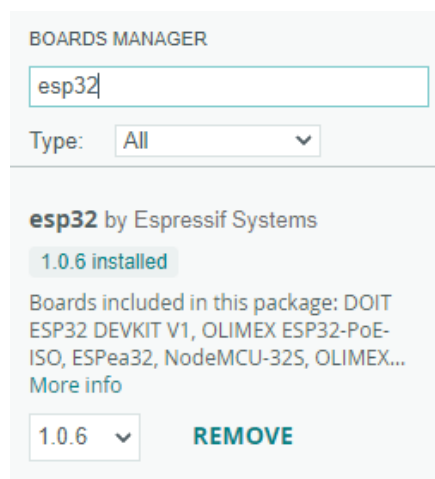 BOARDS MANAGER
esp32
Type: All
esp32 by Espressif Systems
1.0.6 installed
Boards included in this package: DOIT
ESP32 DEVKIT V1, OLIMEX ESP32-PoE-
ISO, ESPea32, NodeMCU-32S, OLIMEX...
More info
1.0.6 REMOVE